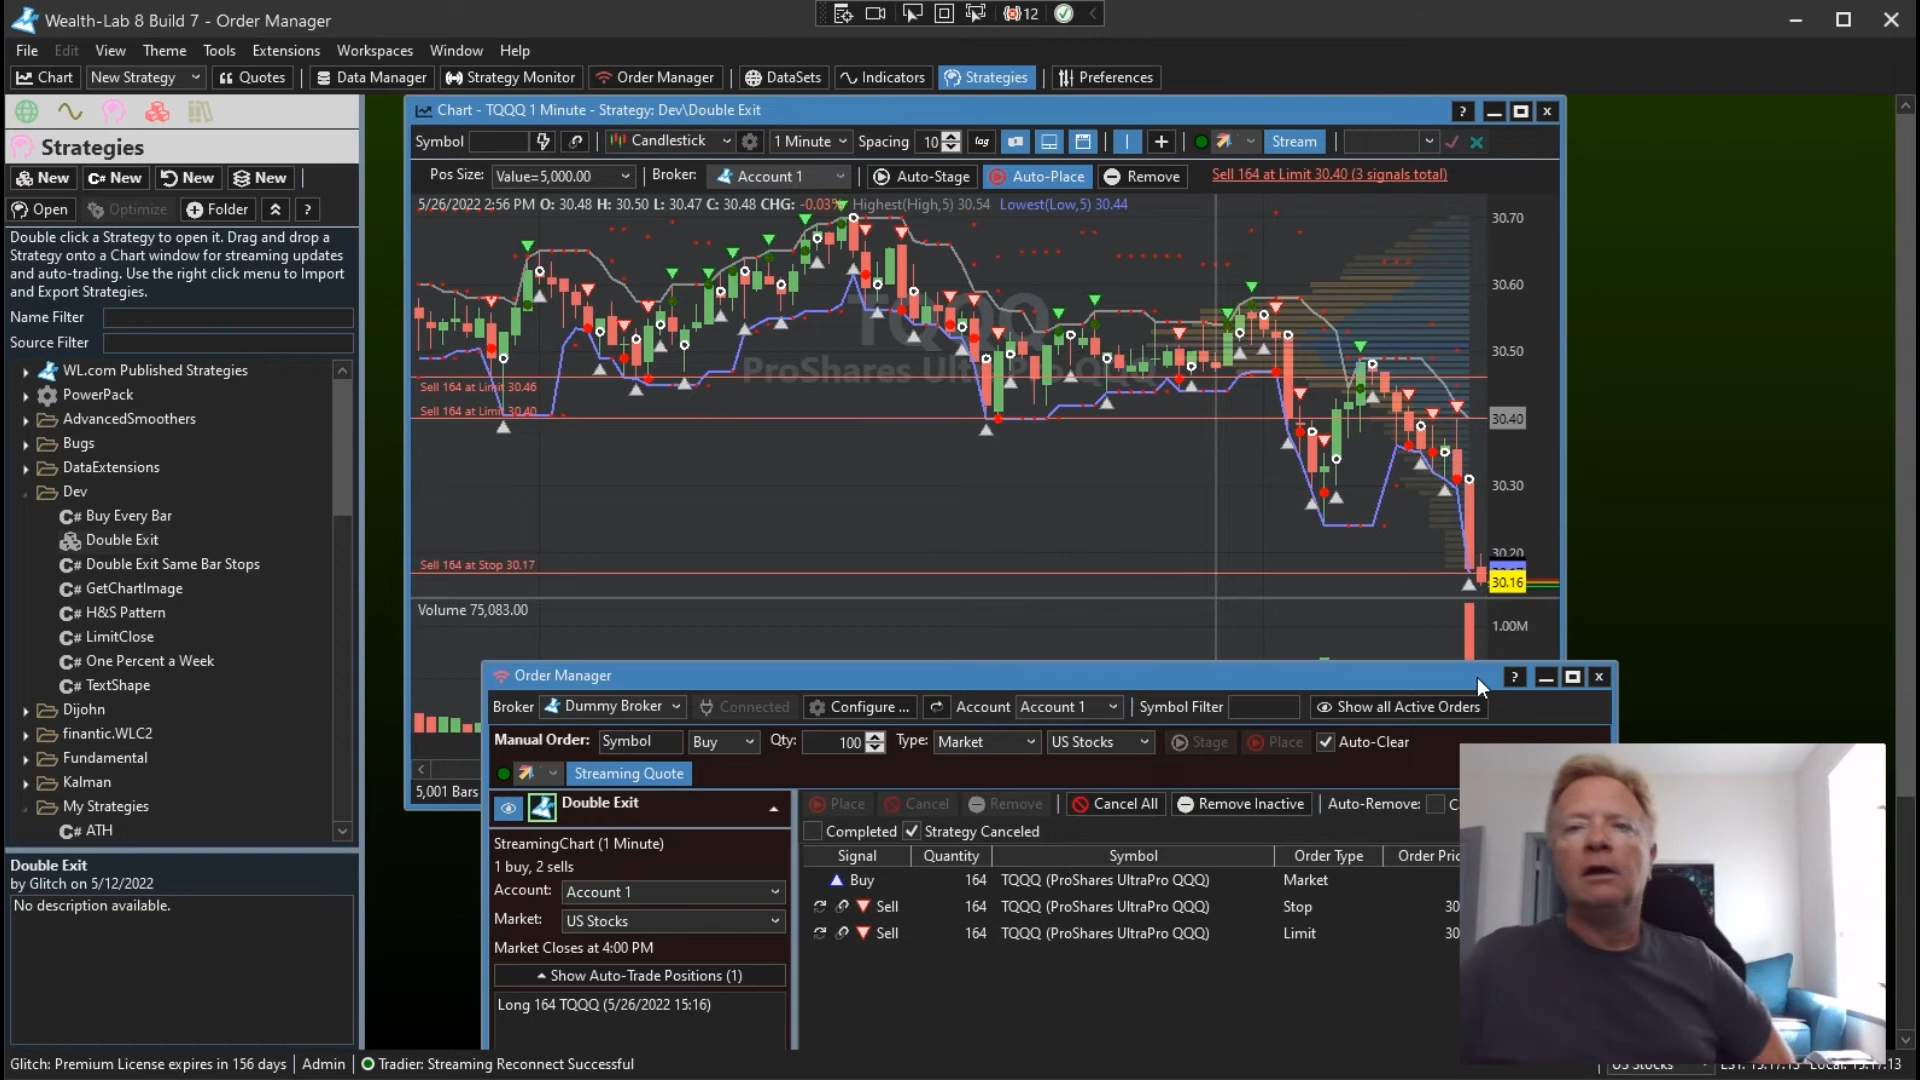 Wealth-Lab 8 Build 7 - Order Manager
12
File Edit View Theme Tools Extensions Workspaces Window Help
Chart New Strategy Quotes Data Manager Strategy Monitor Order Manager DataSets Indicators Strategies Preferences
Strategies
New C# New New New
Open Optimize Folder ?
Double click a Strategy to open it. Drag and drop a
Strategy onto a Chart window for streaming updates
and auto-trading. Use the right click menu to Import
and Export Strategies.
Name Filter
Source Filter
WL.com Published Strategies
PowerPack
AdvancedSmoothers
Bugs
DataExtensions
Dev
C# Buy Every Bar
Double Exit
C# Double Exit Same Bar Stops
C# GetChartImage
C# H&S Pattern
C# LimitClose
C# One Percent a Week
C# TextShape
Dijohn
finantic.WLC2
Fundamental
Kalman
My Strategies
C# ATH
Double Exit
by Glitch on 5/12/2022
No description available.
Chart - TQQQ 1 Minute - Strategy: Dev\Double Exit
?
Symbol Candlestick 1 Minute Spacing 10 log Stream
Pos Size: Value=5,000.00 Broker: Account 1 Auto-Stage Auto-Place Remove Sell 164 at Limit 30.40 (3 signals total)
5/26/2022 2:56 PM O: 30.48 H: 30.50 L: 30.47 C: 30.48 CHG: -0.03% Highest(High,5) 30.54 Lowest(Low,5) 30.44
30.70
30.60
TQQQ
30.50
ProShares UltraPro QQQ
Sell 164 at Limit 30.46
Sell 164 at Limit 30.40
30.40
30.30
30.20
Sell 164 at Stop 30.17
30.16
Volume 75,083.00
1.00M
5,001 Bars
Order Manager
?
Broker Dummy Broker Connected Configure ... Account Account 1 Symbol Filter Show all Active Orders
Manual Order: Symbol Buy Qty: 100 Type: Market US Stocks Stage Place Auto-Clear
Streaming Quote
Double Exit
StreamingChart (1 Minute)
1 buy, 2 sells
Account: Account 1
Market: US Stocks
Market Closes at 4:00 PM
Show Auto-Trade Positions (1)
Long 164 TQQQ (5/26/2022 15:16)
Place Cancel Remove Cancel All Remove Inactive Auto-Remove: C
Completed Strategy Canceled
Signal Quantity Symbol Order Type Order Pric
Buy 164 TQQQ (ProShares UltraPro QQQ) Market
Sell 164 TQQQ (ProShares UltraPro QQQ) Stop 30
Sell 164 TQQQ (ProShares UltraPro QQQ) Limit 30
Glitch: Premium License expires in 156 days Admin Tradier: Streaming Reconnect Successful